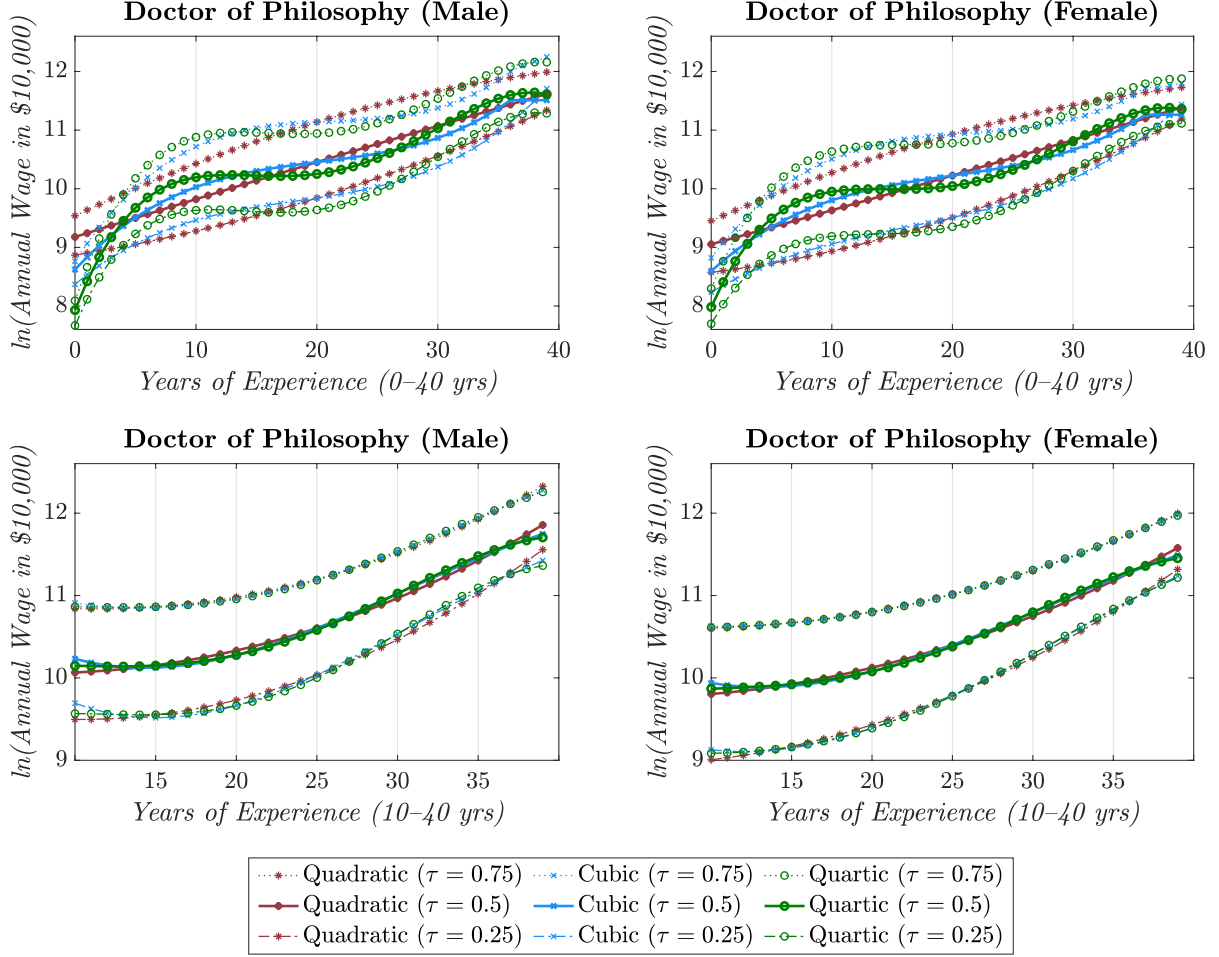 Doctor of Philosophy (Male)
ln(Annual Wage in $10,000)
12
11
10
9
8
0
10
20
30
40
Years of Experience (0–40 yrs)
Doctor of Philosophy (Female)
ln(Annual Wage in $10,000)
12
11
10
9
8
0
10
20
30
40
Years of Experience (0–40 yrs)
Doctor of Philosophy (Male)
ln(Annual Wage in $10,000)
12
11
10
9
15
20
25
30
35
Years of Experience (10–40 yrs)
Doctor of Philosophy (Female)
ln(Annual Wage in $10,000)
12
11
10
9
15
20
25
30
35
Years of Experience (10–40 yrs)
Quadratic (τ = 0.75)
Cubic (τ = 0.75)
Quartic (τ = 0.75)
Quadratic (τ = 0.5)
Cubic (τ = 0.5)
Quartic (τ = 0.5)
Quadratic (τ = 0.25)
Cubic (τ = 0.25)
Quartic (τ = 0.25)